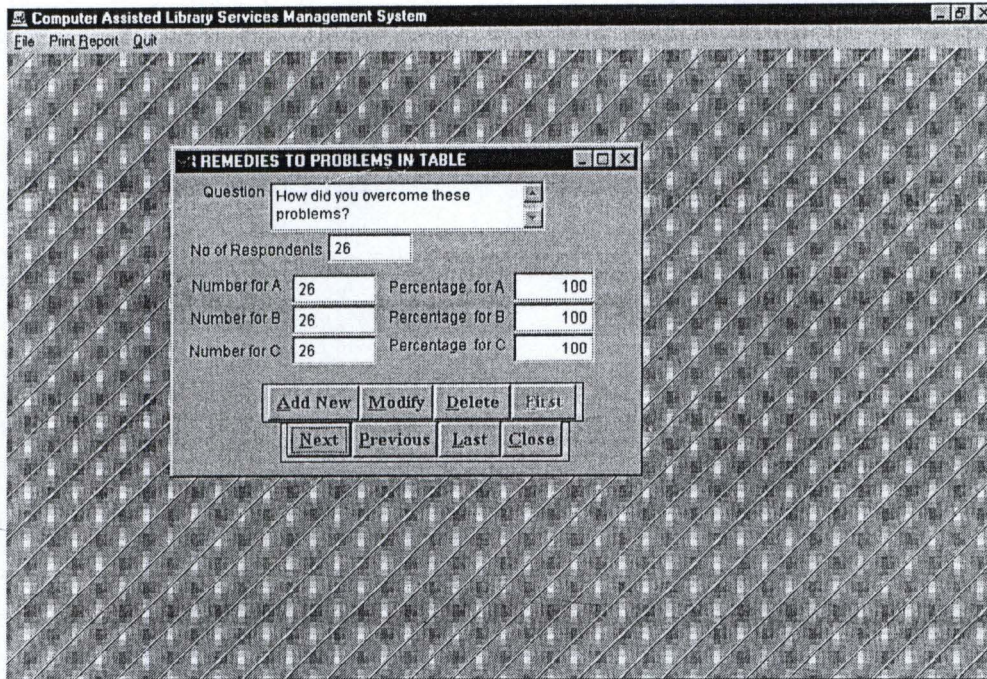 Computer Assisted Library Services Management System
File Print Report Quit
REMEDIES TO PROBLEMS IN TABLE
Question How did you overcome these
problems?
No of Respondents 26
Number for A 26 Percentage for A 100
Number for B 26 Percentage for B 100
Number for C 26 Percentage for C 100
Add New Modify Delete First
Next Previous Last Close